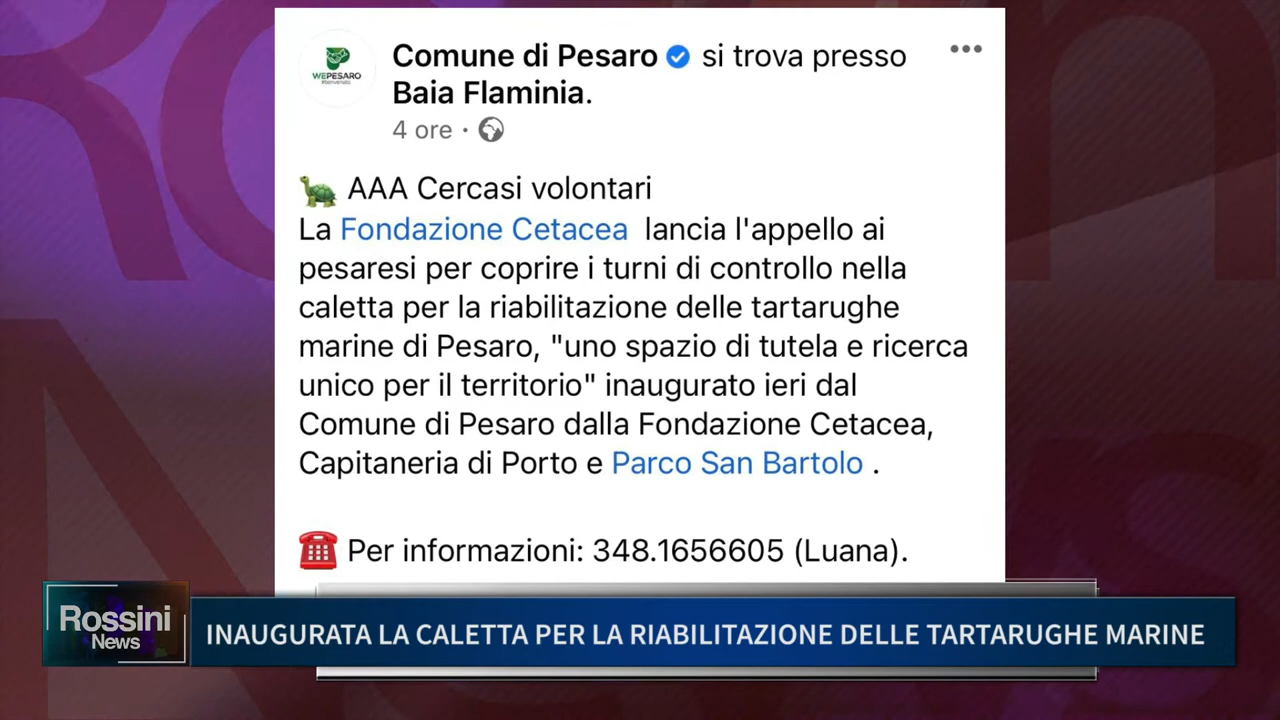 WEPESARO
Comune di Pesaro si trova presso
Baia Flaminia.
4 ore ·
AAA Cercasi volontari
La Fondazione Cetacea lancia l'appello ai
pesaresi per coprire i turni di controllo nella
caletta per la riabilitazione delle tartarughe
marine di Pesaro, "uno spazio di tutela e ricerca
unico per il territorio" inaugurato ieri dal
Comune di Pesaro dalla Fondazione Cetacea,
Capitaneria di Porto e Parco San Bartolo .
Per informazioni: 348.1656605 (Luana).
Rossini
News
INAUGURATA LA CALETTA PER LA RIABILITAZIONE DELLE TARTARUGHE MARINE